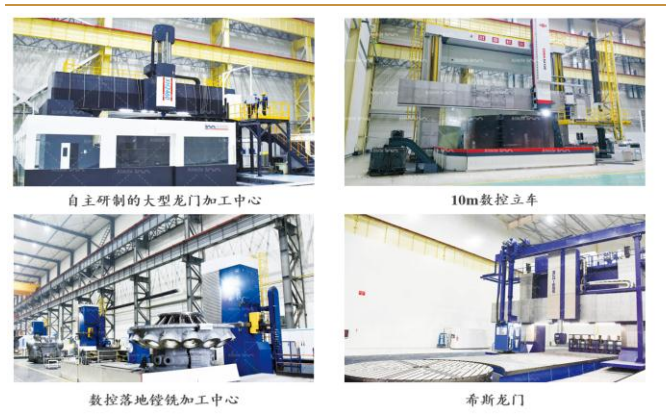 自主研制的大型龙门加工中心
10m数控立车
数控落地镗铣加工中心
希斯龙门